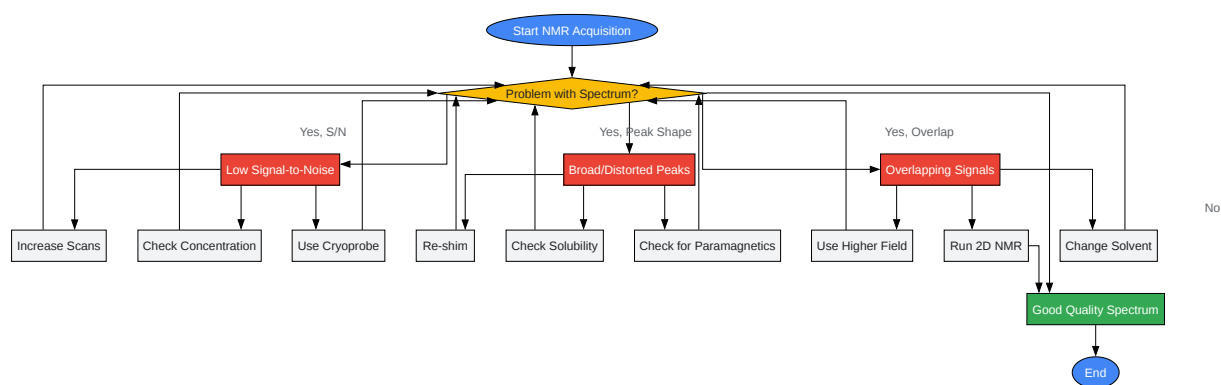 Start NMR Acquisition
Problem with Spectrum?
Yes, S/N
Yes, Peak Shape
Yes, Overlap
Low Signal-to-Noise
Broad/Distorted Peaks
Overlapping Signals
No
Increase Scans
Check Concentration
Use Cryoprobe
Re-shim
Check Solubility
Check for Paramagnetics
Use Higher Field
Run 2D NMR
Change Solvent
Good Quality Spectrum
End